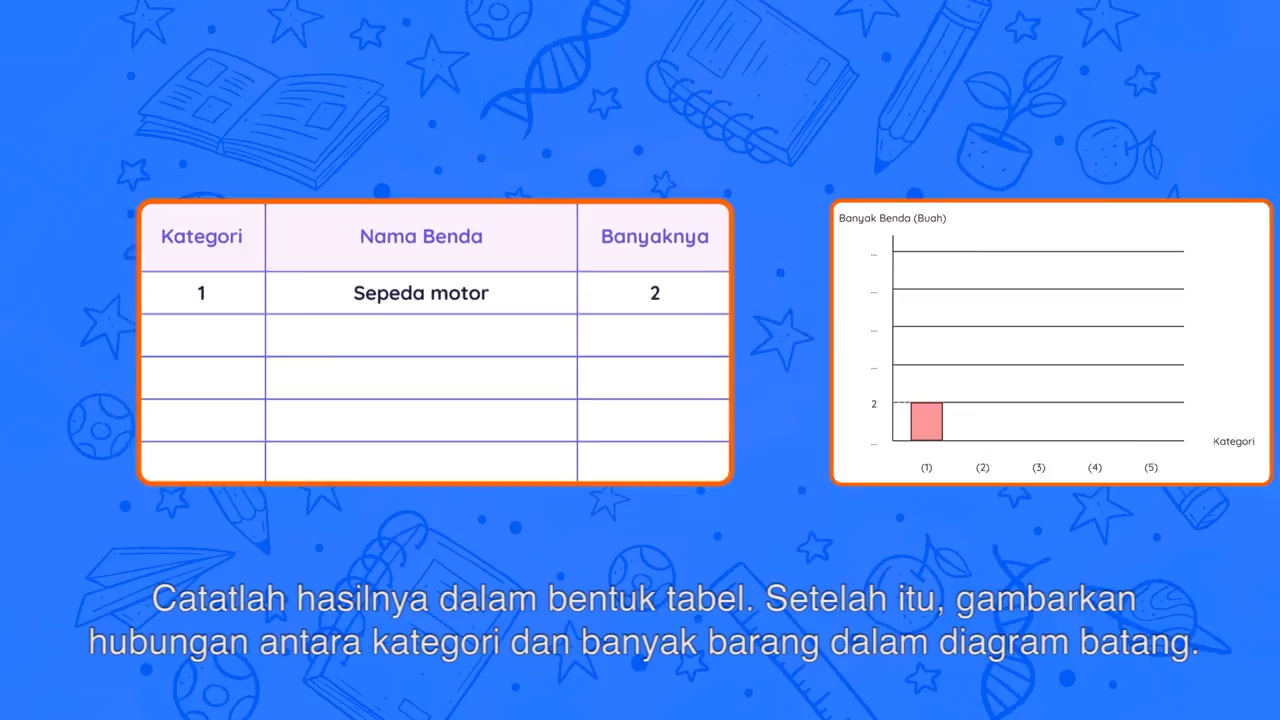 Kategori Nama Benda Banyaknya
1 Sepeda motor 2
Banyak Benda (Buah)
...
...
...
...
2
...
Kategori
(1) (2) (3) (4) (5)
Catatlah hasilnya dalam bentuk tabel. Setelah itu, gambarkan
hubungan antara kategori dan banyak barang dalam diagram batang.